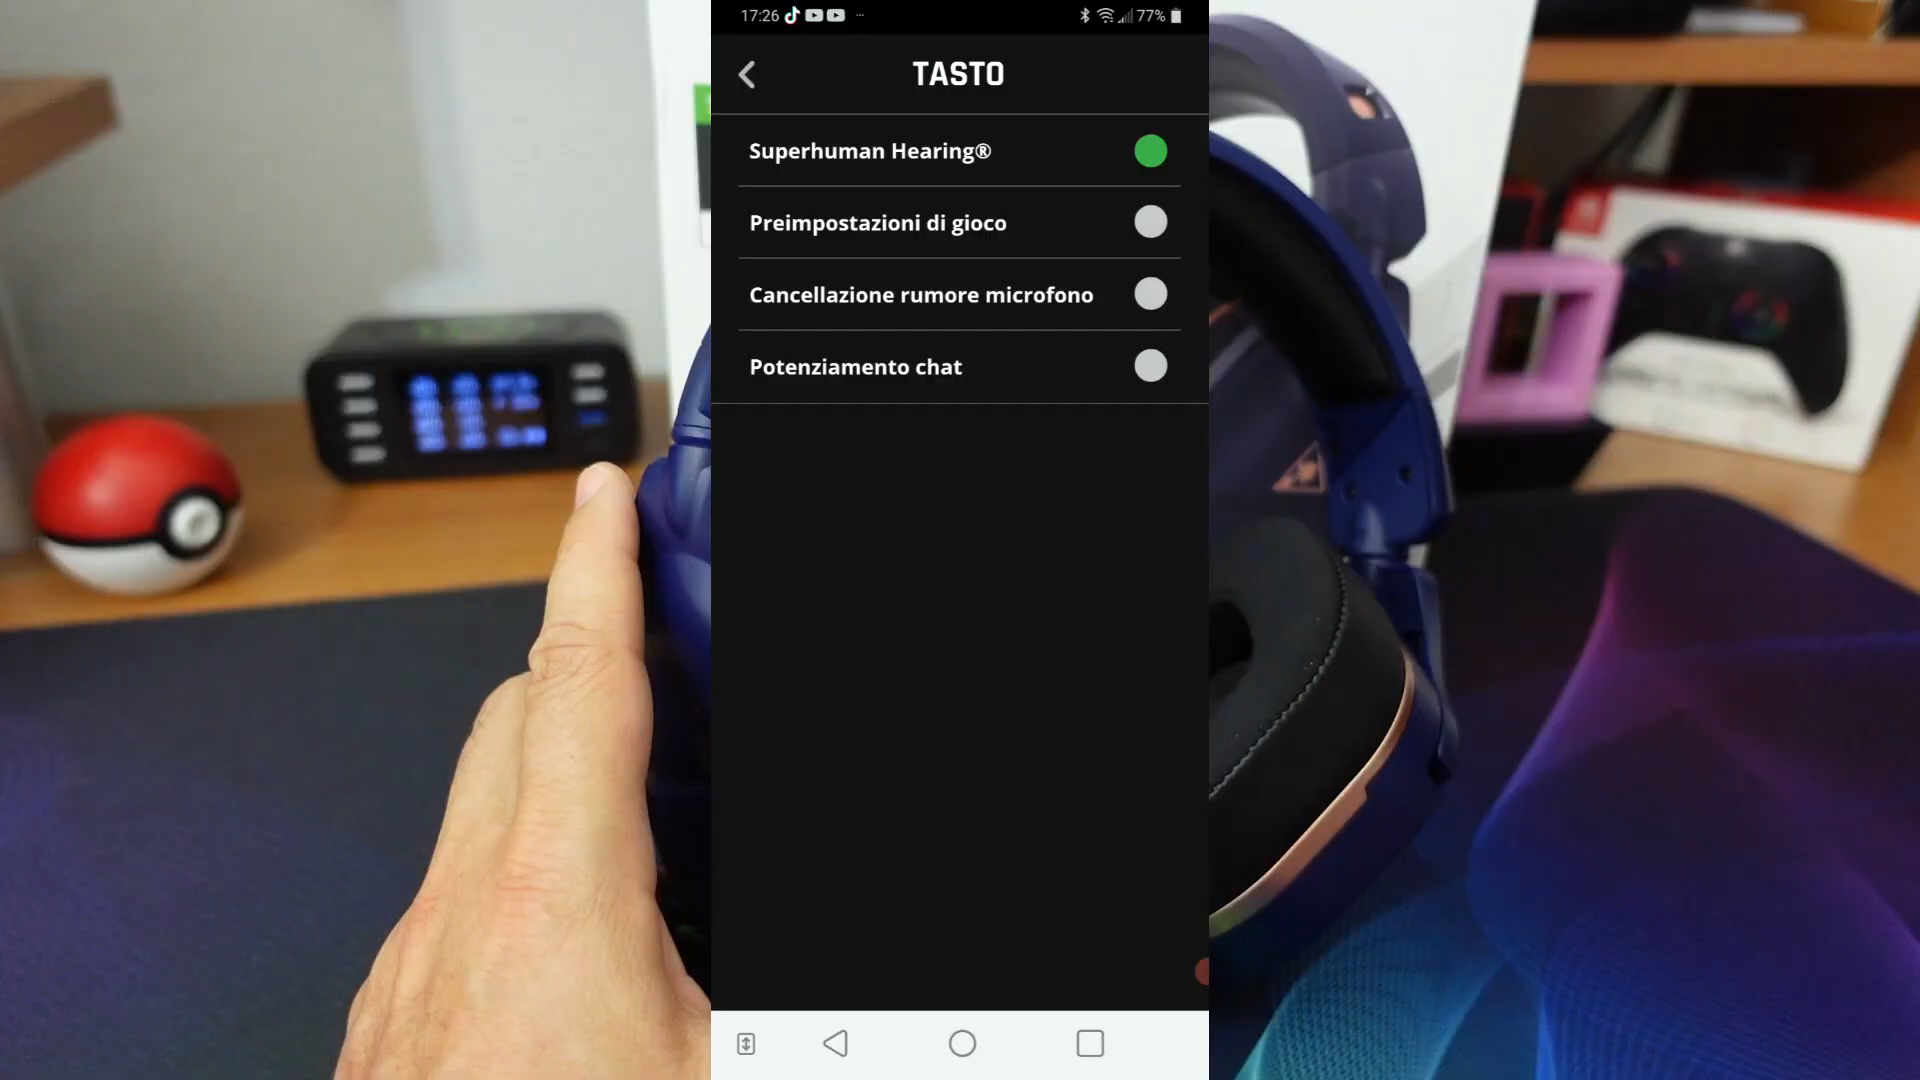 17:26 ··· 77%
TASTO
Superhuman Hearing®
Preimpostazioni di gioco
Cancellazione rumore microfono
Potenziamento chat